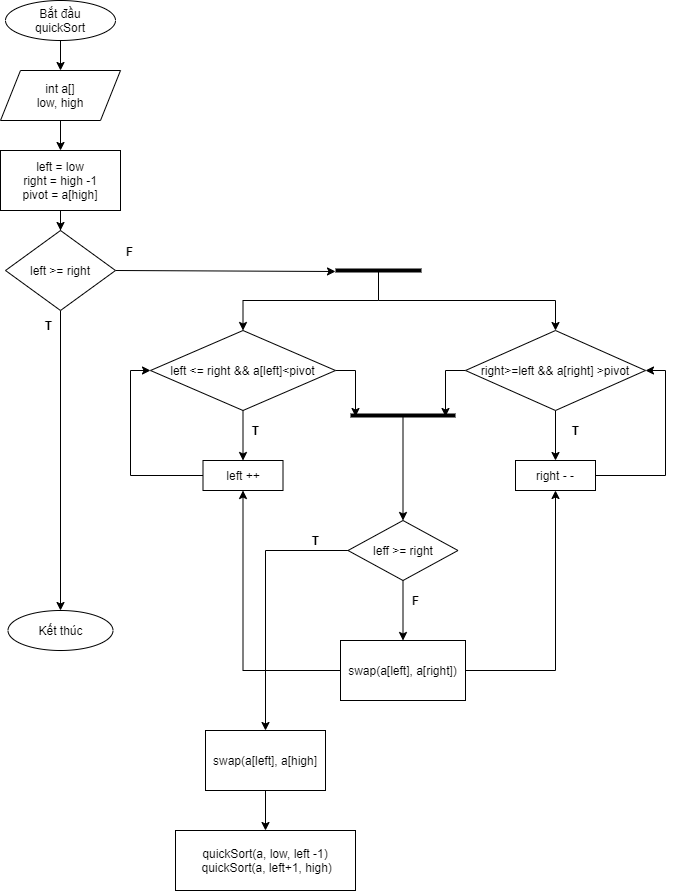 Bắt đầu
quickSort
int a[]
low, high
left = low
right = high -1
pivot = a[high]
left >= right
F
T
left <= right && a[left]<pivot
right>=left && a[right] >pivot
T
T
left ++
right - -
leff >= right
T
F
Kết thúc
swap(a[left], a[right])
swap(a[left], a[high]
quickSort(a, low, left -1)
quickSort(a, left+1, high)